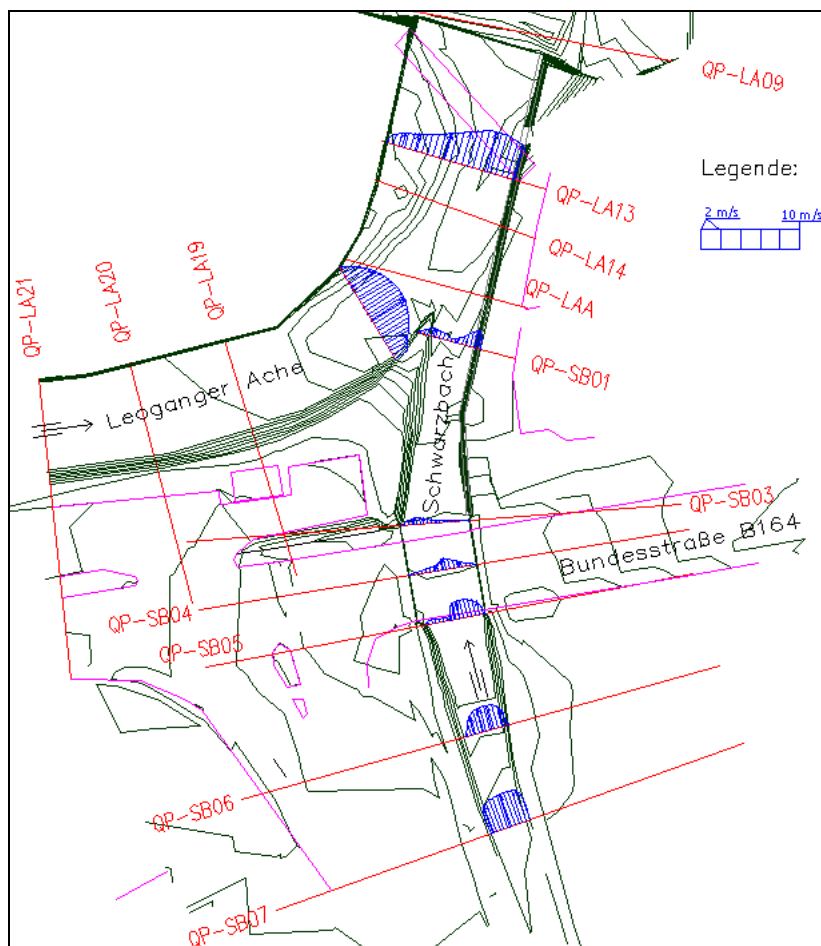 QP-LA09
Legende:
2 m/s
10 m/s
QP-LA13
QP-LA14
QP-LAA
QP-SB01
QP-LA21
QP-LA20
QP-LA19
Leoganger Ache
Schwarzbach
QP-SB03
Bundesstraße B164
QP-SB04
QP-SB05
QP-SB06
QP-SB07